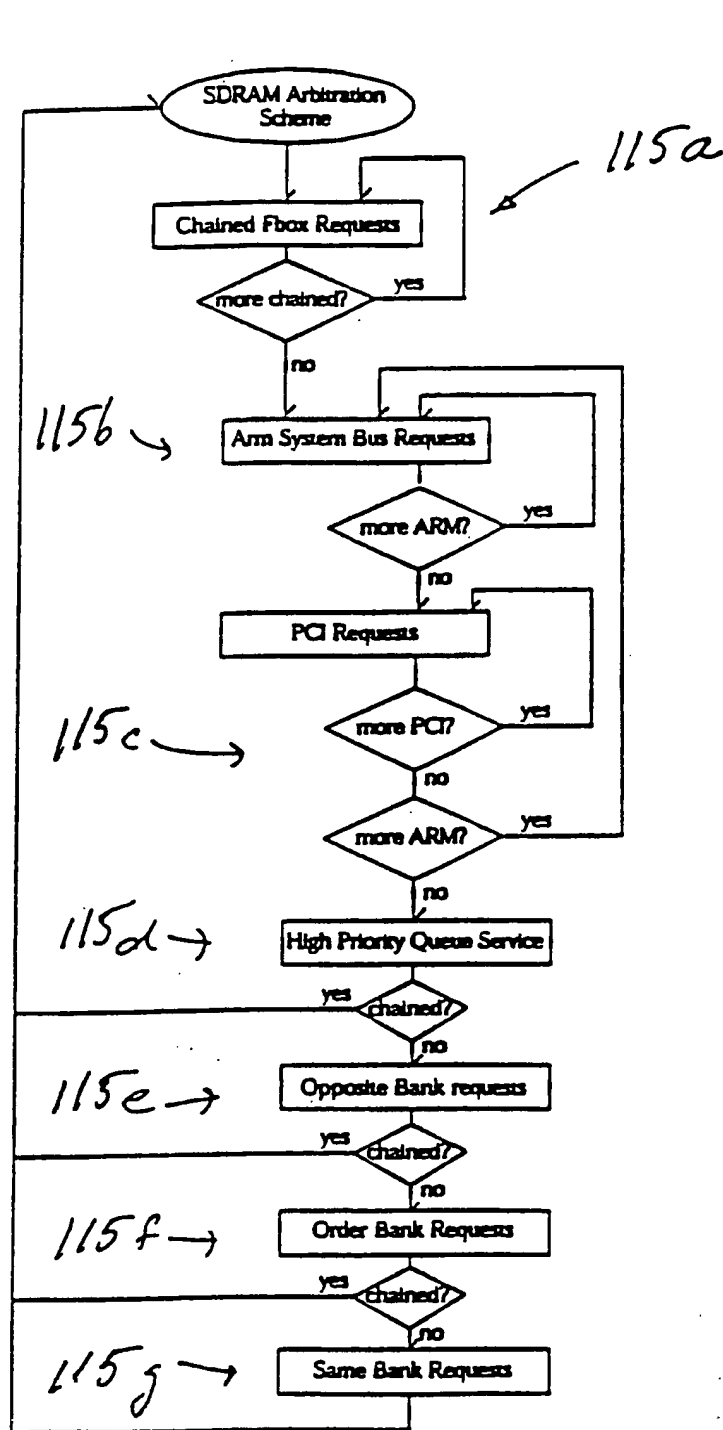 SDRAM Arbitration
Scheme
115a
Chained Fbox Requests
more chained?
yes
no
115b
Arm System Bus Requests
more ARM?
yes
no
PCI Requests
115c
more PCI?
yes
no
more ARM?
yes
no
115d
High Priority Queue Service
yes
chained?
no
115e
Opposite Bank requests
yes
chained?
no
115f
Order Bank Requests
yes
chained?
no
115g
Same Bank Requests